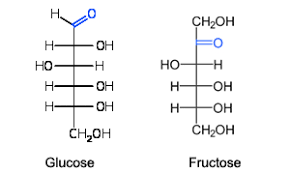 H O
H OH
HO H
H OH
H OH
CH₂OH
Glucose
CH₂OH
O
HO H
H OH
H OH
CH₂OH
Fructose